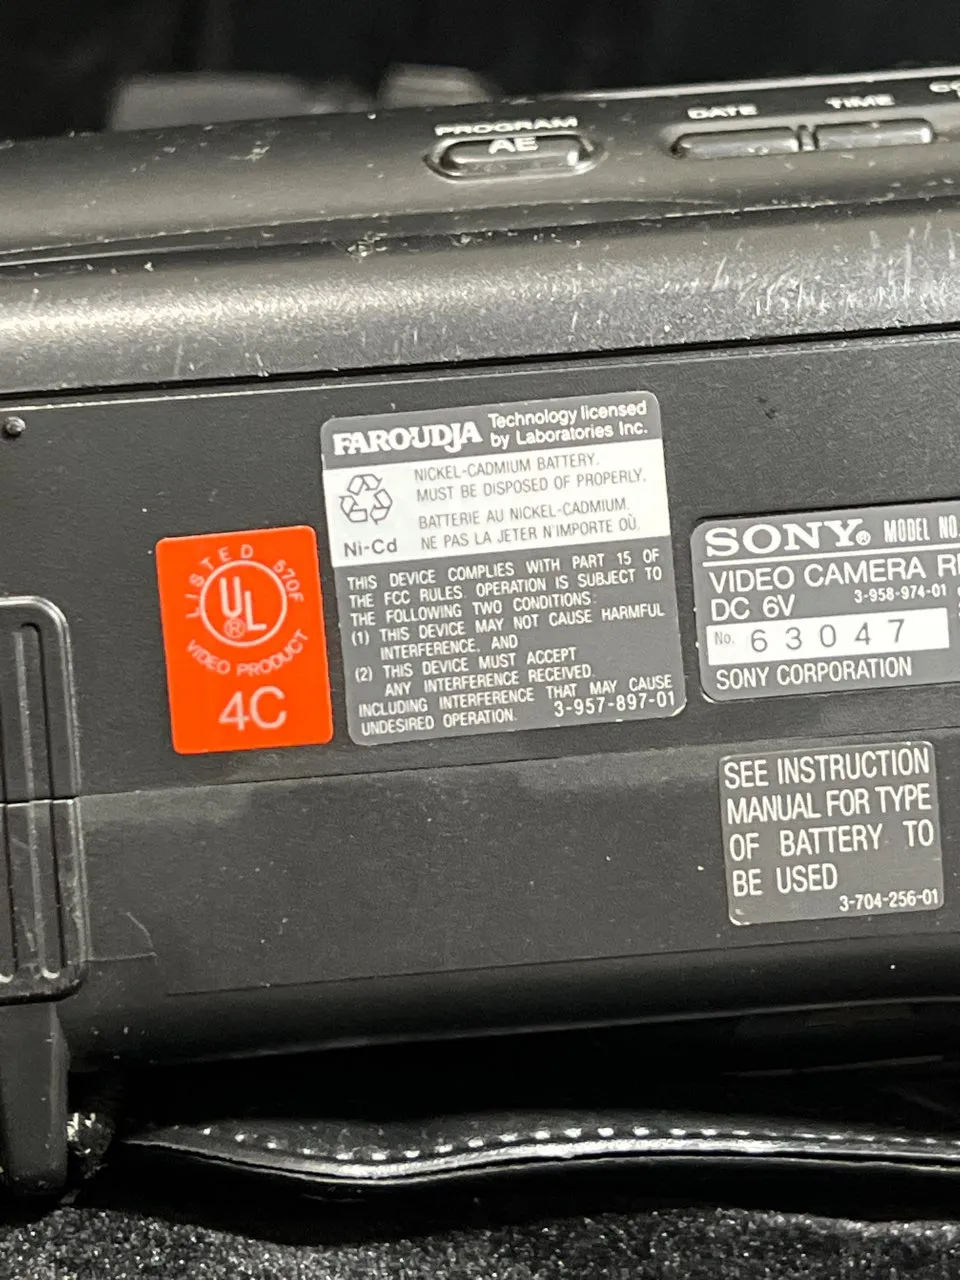 PROGRAM
AE
DATE
TIME
FAROUDJA Technology licensed
by Laboratories Inc.
NICKEL-CADMIUM BATTERY.
MUST BE DISPOSED OF PROPERLY.
BATTERIE AU NICKEL-CADMIUM.
NE PAS LA JETER N'IMPORTE OÙ.
Ni-Cd
THIS DEVICE COMPLIES WITH PART 15 OF
THE FCC RULES. OPERATION IS SUBJECT TO
THE FOLLOWING TWO CONDITIONS:
(1) THIS DEVICE MAY NOT CAUSE HARMFUL
INTERFERENCE, AND
(2) THIS DEVICE MUST ACCEPT
ANY INTERFERENCE RECEIVED.
INCLUDING INTERFERENCE THAT MAY CAUSE
UNDESIRED OPERATION. 3-957-897-01
LISTED 570F
UL®
VIDEO PRODUCT
4C
SONY® MODEL NO.
VIDEO CAMERA R
DC 6V 3-958-974-01
No. 63047
SONY CORPORATION
SEE INSTRUCTION
MANUAL FOR TYPE
OF BATTERY TO
BE USED
3-704-256-01